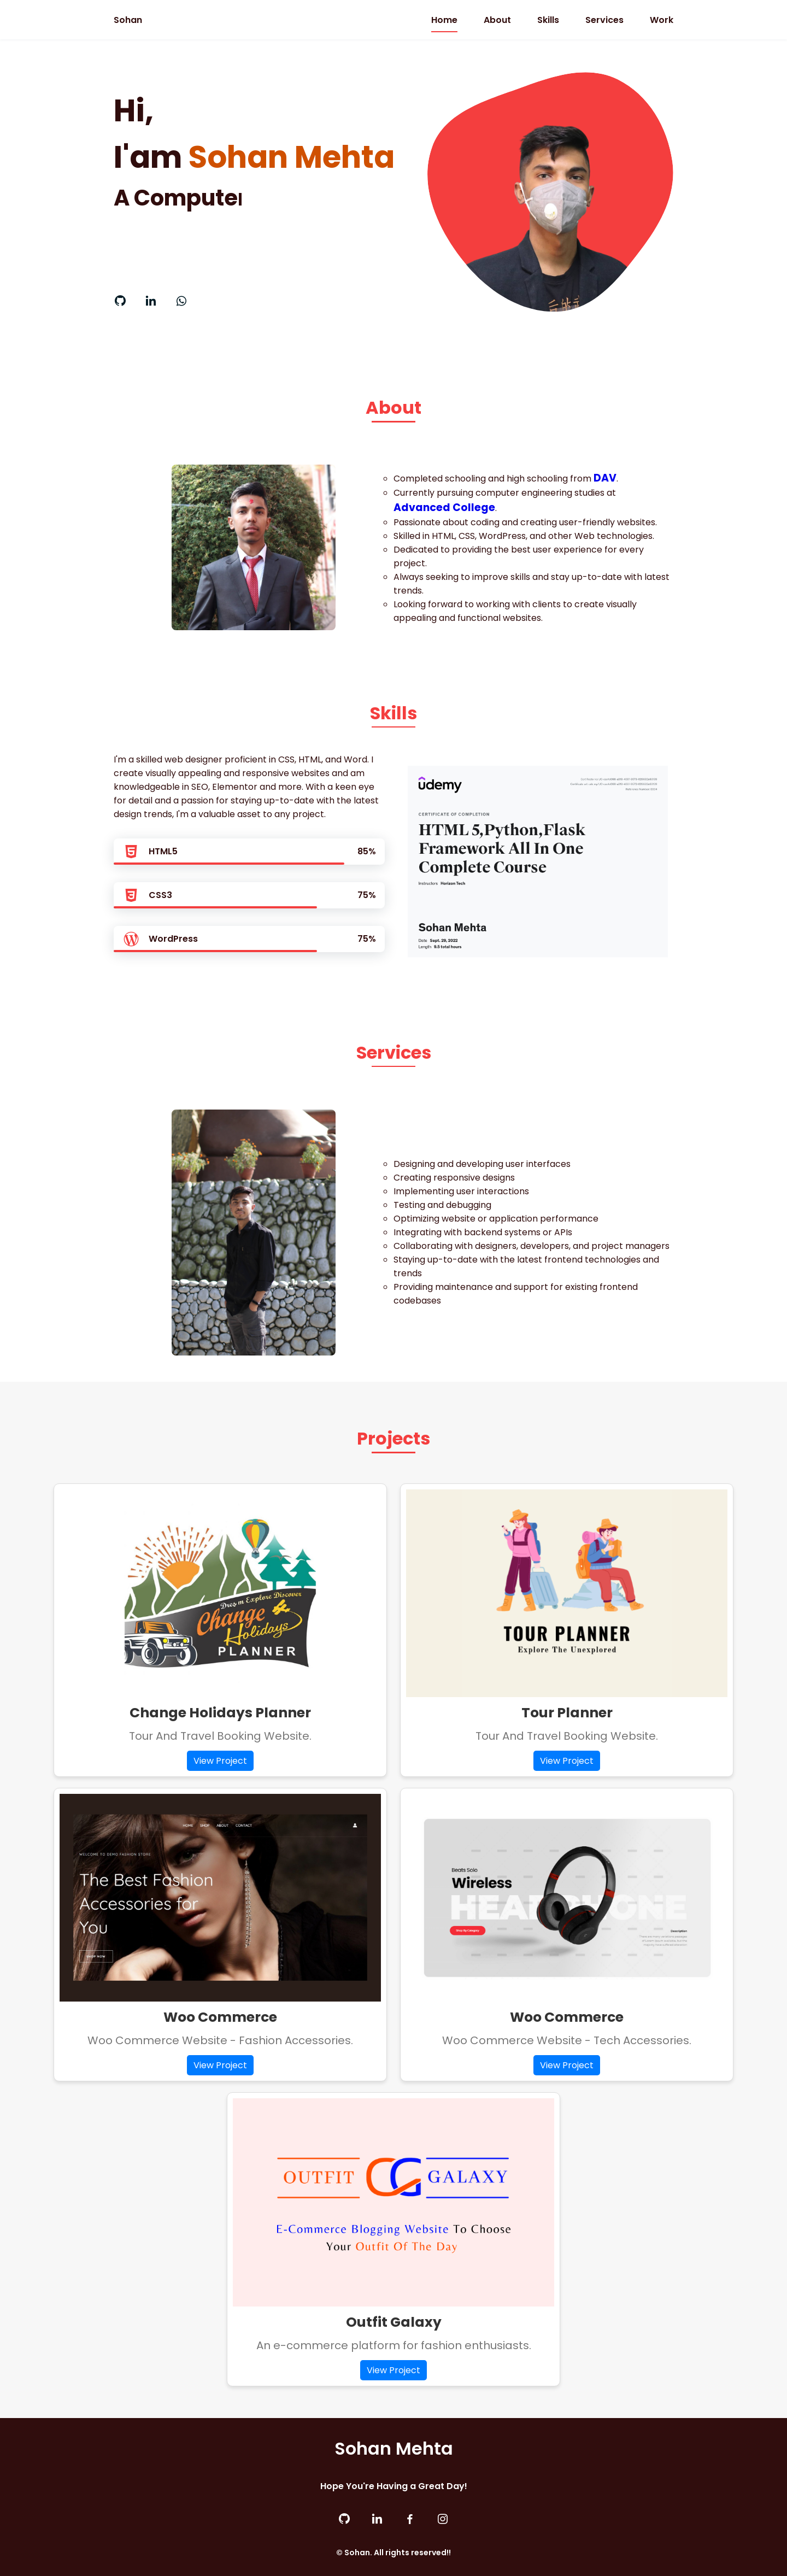 Sohan
Home About Skills Services Work
Hi,
I'am Sohan Mehta
A Compute
About
Completed schooling and high schooling from DAV.
Currently pursuing computer engineering studies at
Advanced College.
Passionate about coding and creating user-friendly websites.
Skilled in HTML, CSS, WordPress, and other Web technologies.
Dedicated to providing the best user experience for every
project.
Always seeking to improve skills and stay up-to-date with latest
trends.
Looking forward to working with clients to create visually
appealing and functional websites.
Skills
I'm a skilled web designer proficient in CSS, HTML, and Word. I
create visually appealing and responsive websites and am
knowledgeable in SEO, Elementor and more. With a keen eye
for detail and a passion for staying up-to-date with the latest
design trends, I'm a valuable asset to any project.
HTML5 85%
CSS3 75%
WordPress 75%
udemy
CERTIFICATE OF COMPLETION
HTML 5,Python,Flask
Framework All In One
Complete Course
Instructors Horizon Tech
Sohan Mehta
Date Sept. 29, 2022
Length 9.5 total hours
Services
Designing and developing user interfaces
Creating responsive designs
Implementing user interactions
Testing and debugging
Optimizing website or application performance
Integrating with backend systems or APIs
Collaborating with designers, developers, and project managers
Staying up-to-date with the latest frontend technologies and
trends
Providing maintenance and support for existing frontend
codebases
Projects
Dream Explore Discover
Change
Holidays
PLANNER
Change Holidays Planner
Tour And Travel Booking Website.
View Project
TOUR PLANNER
Explore The Unexplored
Tour Planner
Tour And Travel Booking Website.
View Project
HOME SHOP ABOUT CONTACT
WELCOME TO DEMO FASHION STORE
The Best Fashion
Accessories for
You
SHOP NOW
Woo Commerce
Woo Commerce Website - Fashion Accessories.
View Project
Beats Solo
Wireless
HEADPHONE
Description
Woo Commerce
Woo Commerce Website - Tech Accessories.
View Project
OUTFIT GALAXY
E-Commerce Blogging Website To Choose
Your Outfit Of The Day
Outfit Galaxy
An e-commerce platform for fashion enthusiasts.
View Project
Sohan Mehta
Hope You're Having a Great Day!
© Sohan. All rights reserved!!